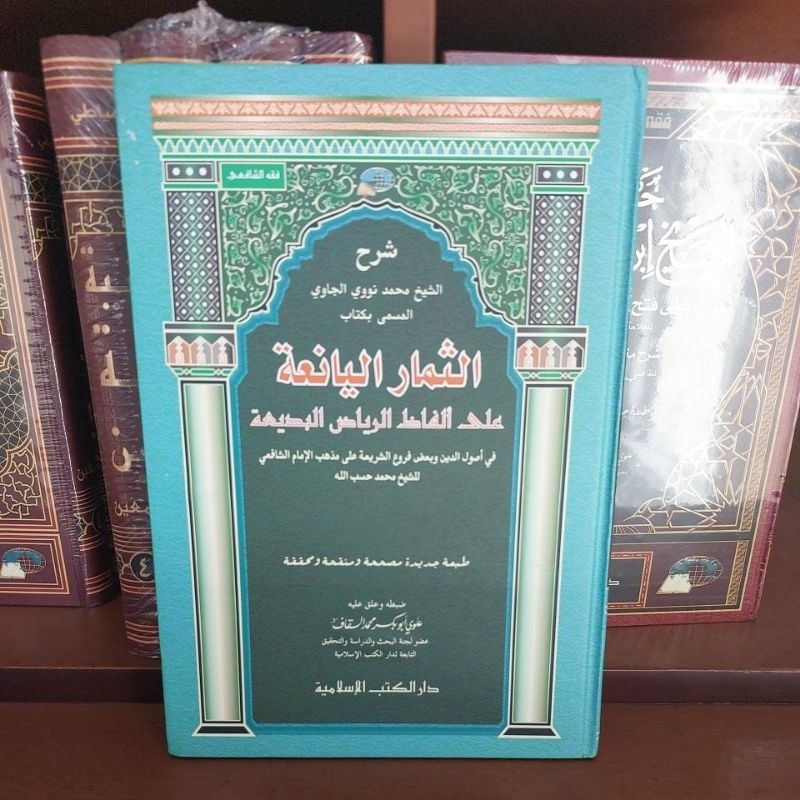 فقه الشافعي
شرح
الشيخ محمد نووي الجاوي
المسمى بكتاب
الثمار اليانعة
على ألفاظ الرياض البديعة
في أصول الدين وبعض فروع الشريعة على مذهب الإمام الشافعي
للشيخ محمد حسب الله
طبعة جديدة مصححة ومنقحة ومحققة
ضبطه وعلق عليه
علوي أبو بكر محمد السقاف
عضو لجنة البحث والدراسة والتحقيق
التابعة لدار الكتب الإسلامية
دار الكتب الإسلامية
٤